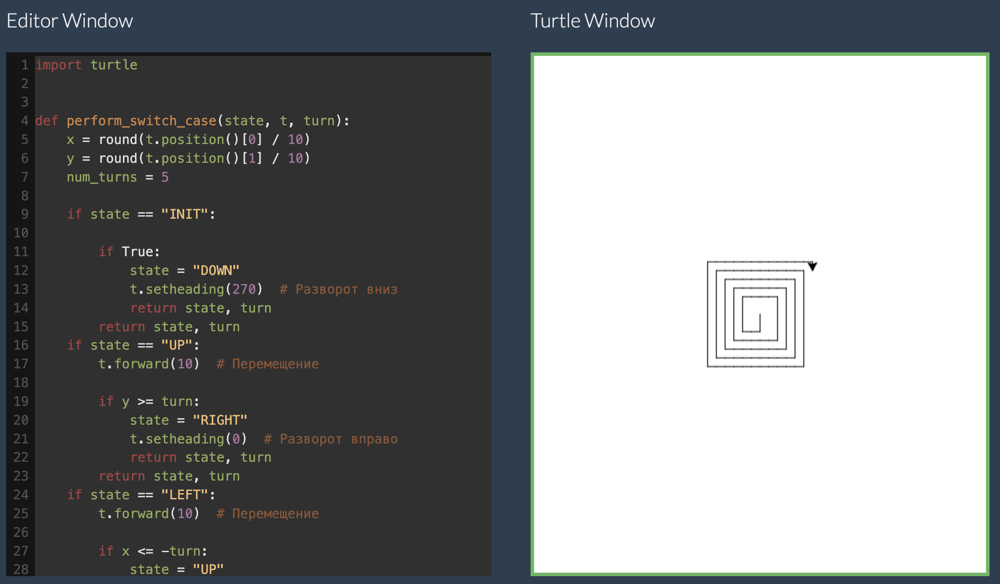 Editor Window
Turtle Window
1 import turtle
2
3
4 def perform_switch_case(state, t, turn):
5     x = round(t.position()[0] / 10)
6     y = round(t.position()[1] / 10)
7     num_turns = 5
8
9     if state == "INIT":
10
11         if True:
12             state = "DOWN"
13             t.setheading(270)  # Разворот вниз
14             return state, turn
15         return state, turn
16     if state == "UP":
17         t.forward(10)  # Перемещение
18
19         if y >= turn:
20             state = "RIGHT"
21             t.setheading(0)  # Разворот вправо
22             return state, turn
23         return state, turn
24     if state == "LEFT":
25         t.forward(10)  # Перемещение
26
27         if x <= -turn:
28             state = "UP"